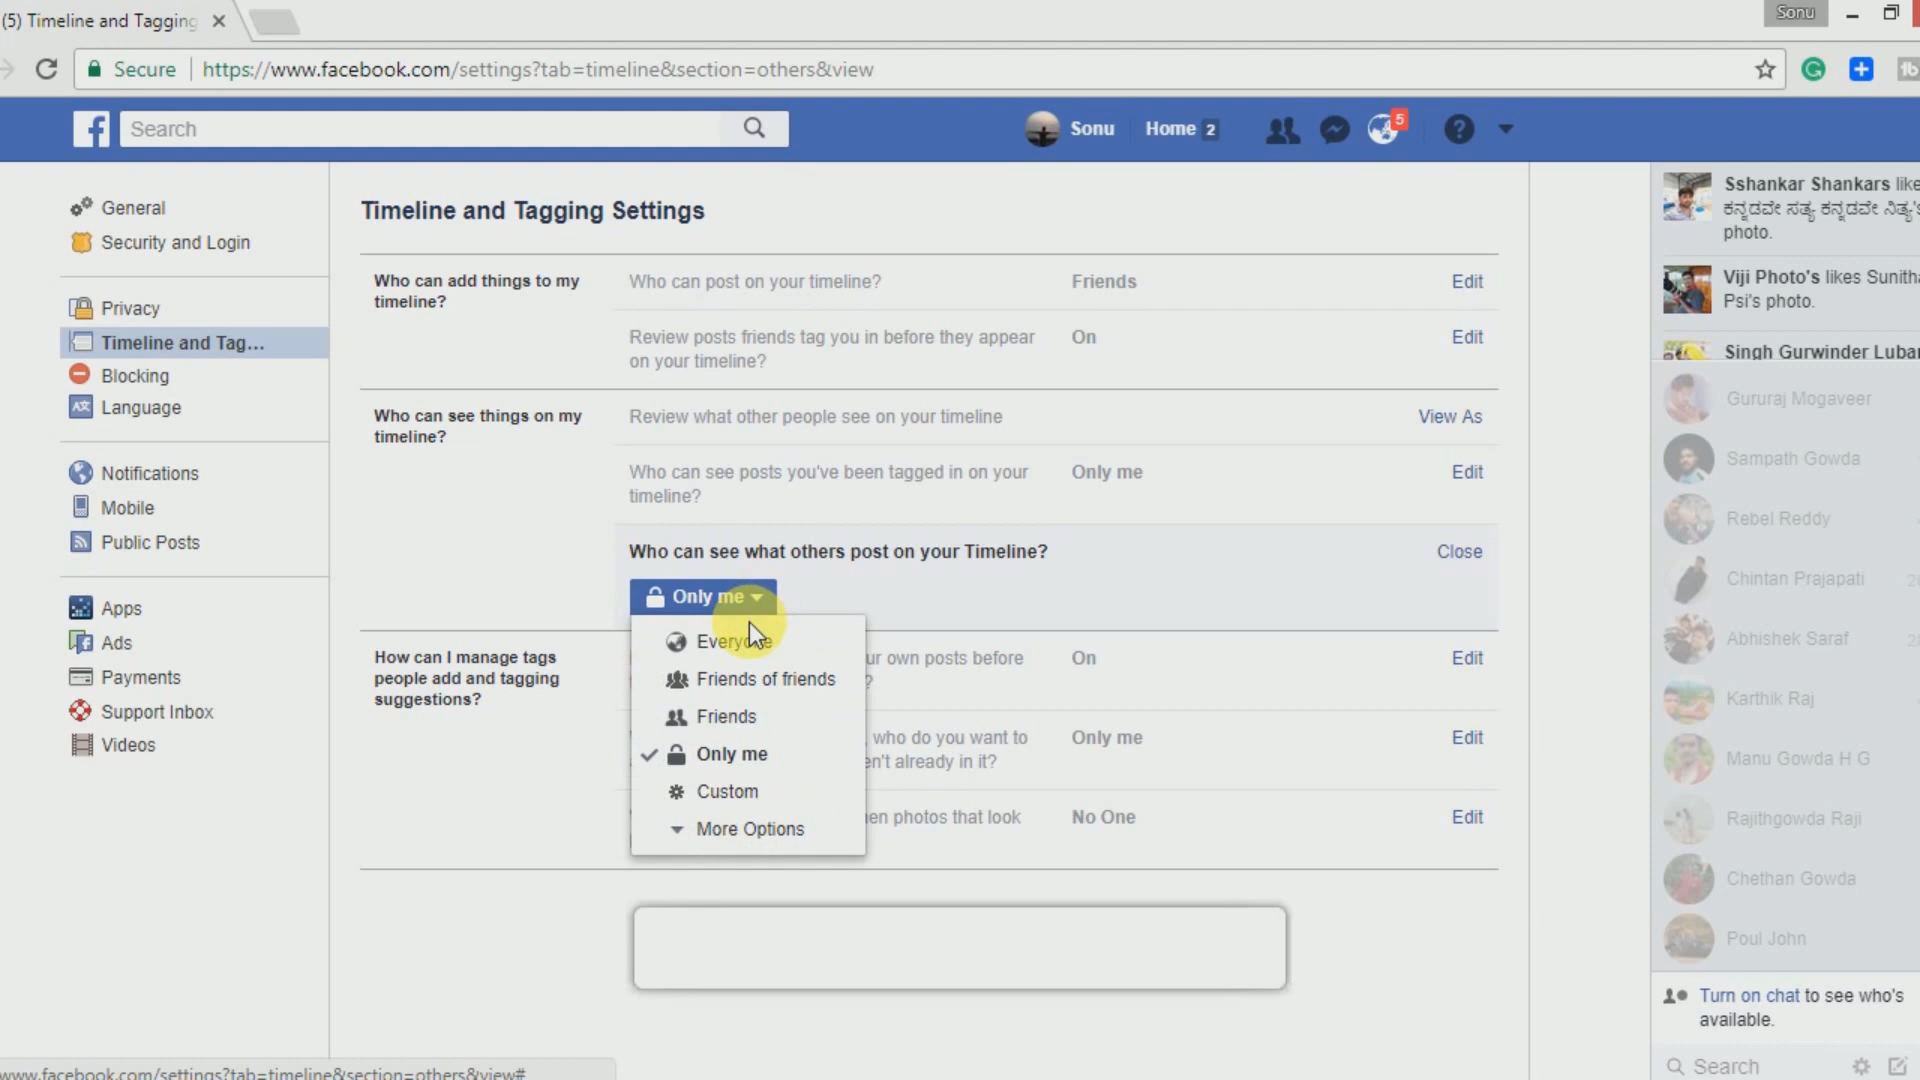 (5) Timeline and Tagging
Sonu
Secure
https://www.facebook.com/settings?tab=timeline&section=others&view
Search
Sonu
Home 2
5
General
Security and Login
Privacy
Timeline and Tag...
Blocking
Language
Notifications
Mobile
Public Posts
Apps
Ads
Payments
Support Inbox
Videos
Timeline and Tagging Settings
Who can add things to my
timeline?
Who can post on your timeline?
Friends
Edit
Review posts friends tag you in before they appear
on your timeline?
On
Edit
Who can see things on my
timeline?
Review what other people see on your timeline
View As
Who can see posts you've been tagged in on your
timeline?
Only me
Edit
Who can see what others post on your Timeline?
Close
Only me
Everyone
Friends of friends
Friends
Only me
Custom
More Options
How can I manage tags
people add and tagging
suggestions?
ur own posts before
?
On
Edit
, who do you want to
en't already in it?
Only me
Edit
en photos that look
No One
Edit
Sshankar Shankars like
ಕನ್ನಡವೇ ಸತ್ಯ ಕನ್ನಡವೇ ನಿತ್ಯ's
photo.
Viji Photo's likes Sunitha
Psi's photo.
Singh Gurwinder Lubar
Gururaj Mogaveer
Sampath Gowda
Rebel Reddy
Chintan Prajapati
Abhishek Saraf
Karthik Raj
Manu Gowda H G
Rajithgowda Raji
Chethan Gowda
Poul John
Turn on chat to see who's
available.
Search
www.facebook.com/settings?tab=timeline&section=others&view#